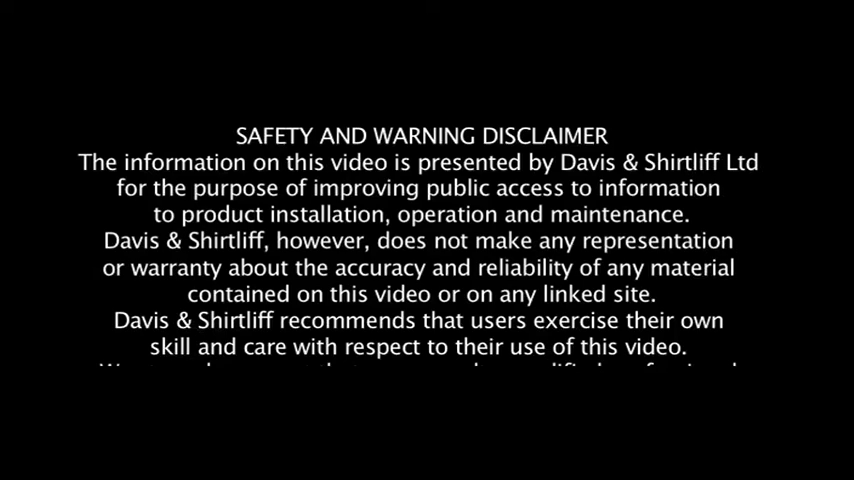 SAFETY AND WARNING DISCLAIMER
The information on this video is presented by Davis & Shirtliff Ltd
for the purpose of improving public access to information
to product installation, operation and maintenance.
Davis & Shirtliff, however, does not make any representation
or warranty about the accuracy and reliability of any material
contained on this video or on any linked site.
Davis & Shirtliff recommends that users exercise their own
skill and care with respect to their use of this video.